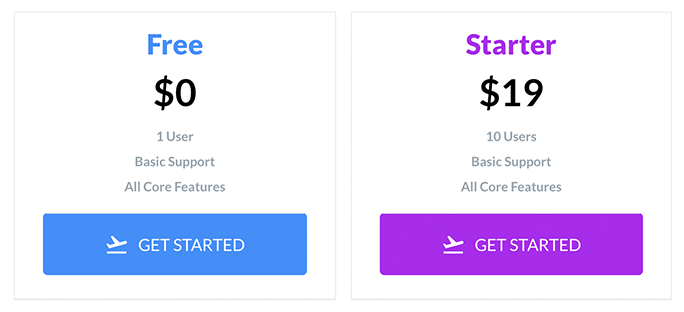 Free
$0
1 User
Basic Support
All Core Features
GET STARTED
Starter
$19
10 Users
Basic Support
All Core Features
GET STARTED